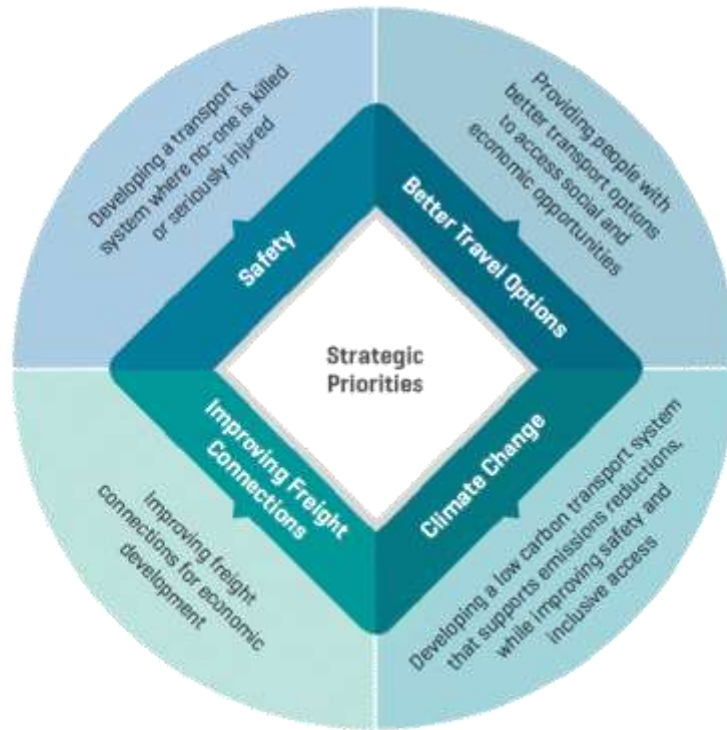 Developing a transport
system where no-one is killed
or seriously injured
Safety
Providing people with
better transport options
to access social and
economic opportunities
Better Travel Options
Strategic
Priorities
Improving Freight
Connections
Improving freight
connections for economic
development
Climate Change
Developing a low carbon transport system
that supports emissions reductions,
while improving safety and
inclusive access